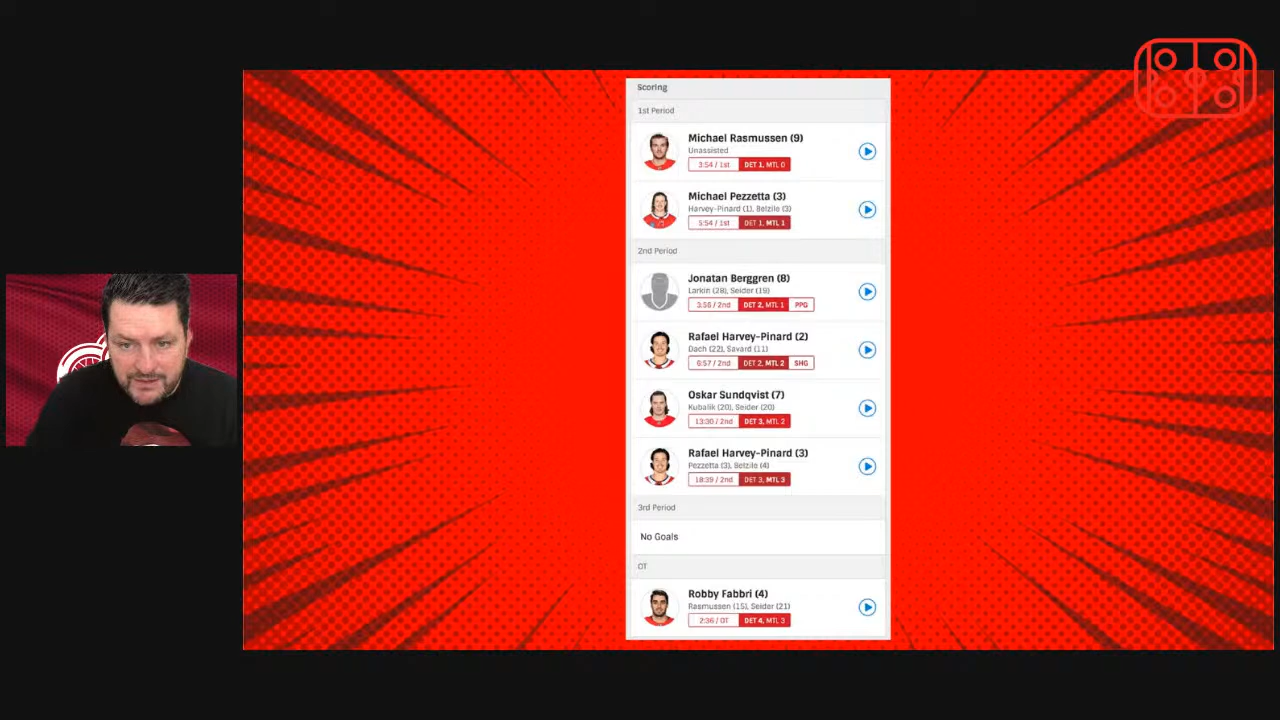 Scoring
1st Period
Michael Rasmussen (9)
Unassisted
3:54 / 1st DET 1, MTL 0
Michael Pezzetta (3)
Harvey-Pinard (1), Belzile (3)
5:54 / 1st DET 1, MTL 1
2nd Period
Jonatan Berggren (8)
Larkin (28), Seider (19)
3:56 / 2nd DET 2, MTL 1 PPG
Rafael Harvey-Pinard (2)
Dach (22), Savard (11)
6:57 / 2nd DET 2, MTL 2 SHG
Oskar Sundqvist (7)
Kubalik (20), Seider (20)
13:30 / 2nd DET 3, MTL 2
Rafael Harvey-Pinard (3)
Pezzetta (3), Belzile (4)
18:39 / 2nd DET 3, MTL 3
3rd Period
No Goals
OT
Robby Fabbri (4)
Rasmussen (15), Seider (21)
2:36 / OT DET 4, MTL 3